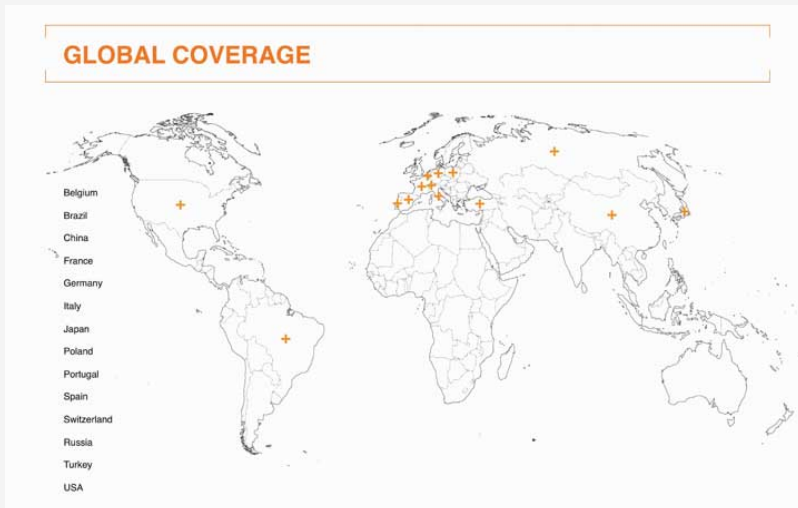 GLOBAL COVERAGE
Belgium
Brazil
China
France
Germany
Italy
Japan
Poland
Portugal
Spain
Switzerland
Russia
Turkey
USA